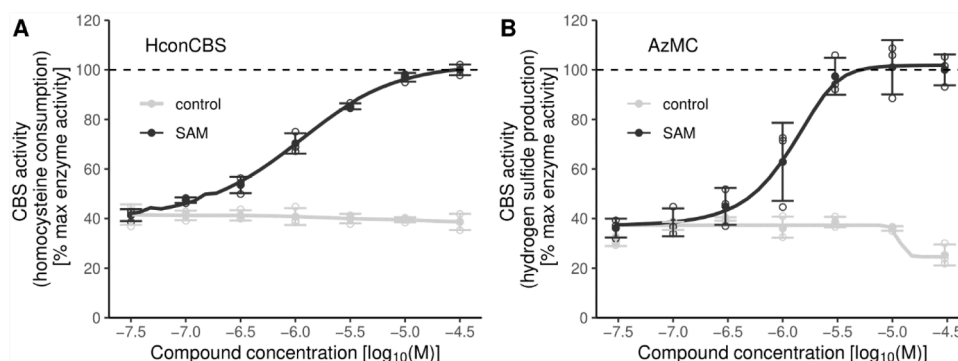 A
HconCBS
control
SAM
CBS activity
(homocysteine consumption)
[% max enzyme activity]
120
100
80
60
40
20
0
−7.5 −7.0 −6.5 −6.0 −5.5 −5.0 −4.5
Compound concentration [log10(M)]
B
AzMC
control
SAM
CBS activity
(hydrogen sulfide production)
[% max enzyme activity]
120
100
80
60
40
20
0
−7.5 −7.0 −6.5 −6.0 −5.5 −5.0 −4.5
Compound concentration [log10(M)]